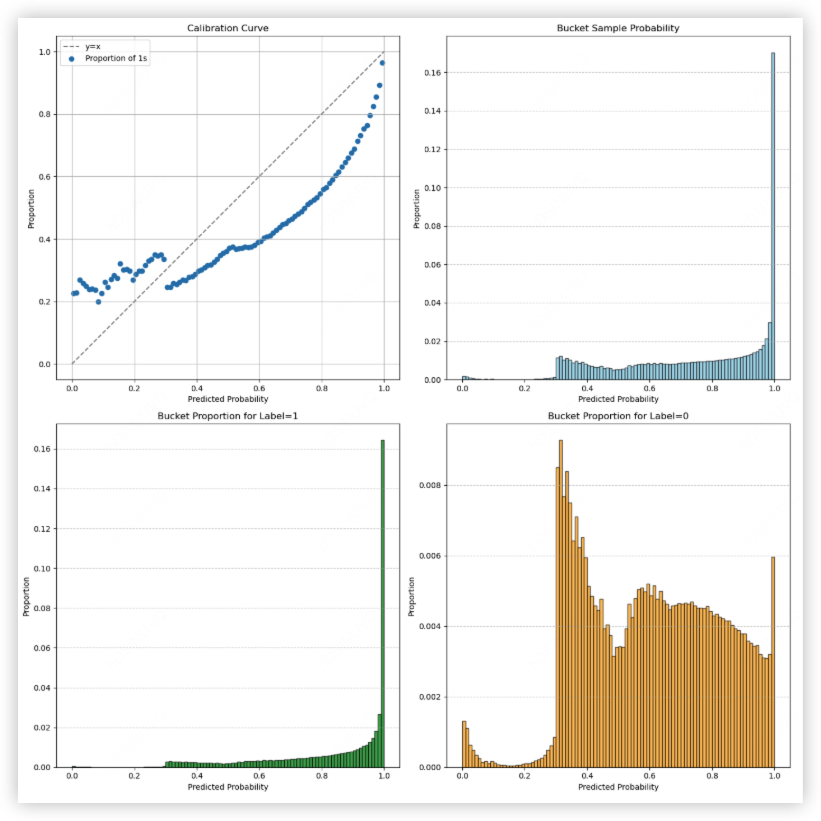 Calibration Curve
1.0
0.8
0.6
0.4
0.2
0.0
Proportion
y=x
Proportion of 1s
0.0 0.2 0.4 0.6 0.8 1.0
Predicted Probability
Bucket Sample Probability
0.16
0.14
0.12
0.10
0.08
0.06
0.04
0.02
0.00
Proportion
0.0 0.2 0.4 0.6 0.8 1.0
Predicted Probability
Bucket Proportion for Label=1
0.16
0.14
0.12
0.10
0.08
0.06
0.04
0.02
0.00
Proportion
0.0 0.2 0.4 0.6 0.8 1.0
Predicted Probability
Bucket Proportion for Label=0
0.008
0.006
0.004
0.002
0.000
Proportion
0.0 0.2 0.4 0.6 0.8 1.0
Predicted Probability